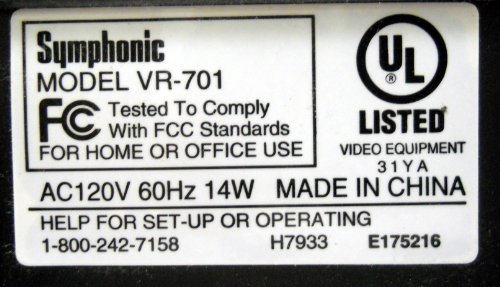 Symphonic
MODEL VR-701
FC Tested To Comply
With FCC Standards
FOR HOME OR OFFICE USE
UL
®
LISTED
VIDEO EQUIPMENT
31YA
AC120V 60Hz 14W MADE IN CHINA
HELP FOR SET-UP OR OPERATING
1-800-242-7158 H7933 E175216